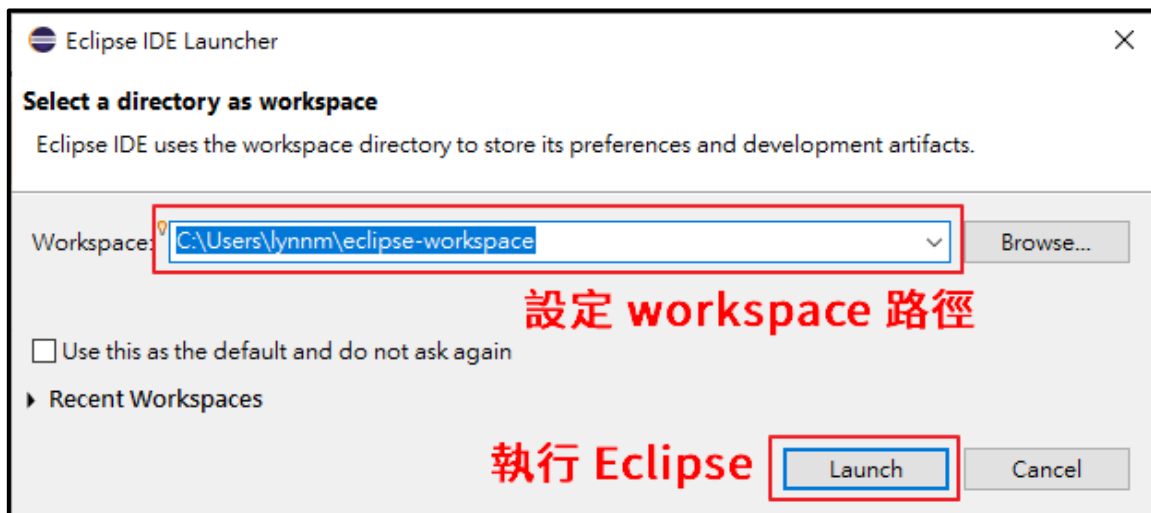 Eclipse IDE Launcher
Select a directory as workspace
Eclipse IDE uses the workspace directory to store its preferences and development artifacts.
Workspace: C:\Users\lynnm\eclipse-workspace Browse...
設定 workspace 路徑
Use this as the default and do not ask again
Recent Workspaces
執行 Eclipse Launch Cancel